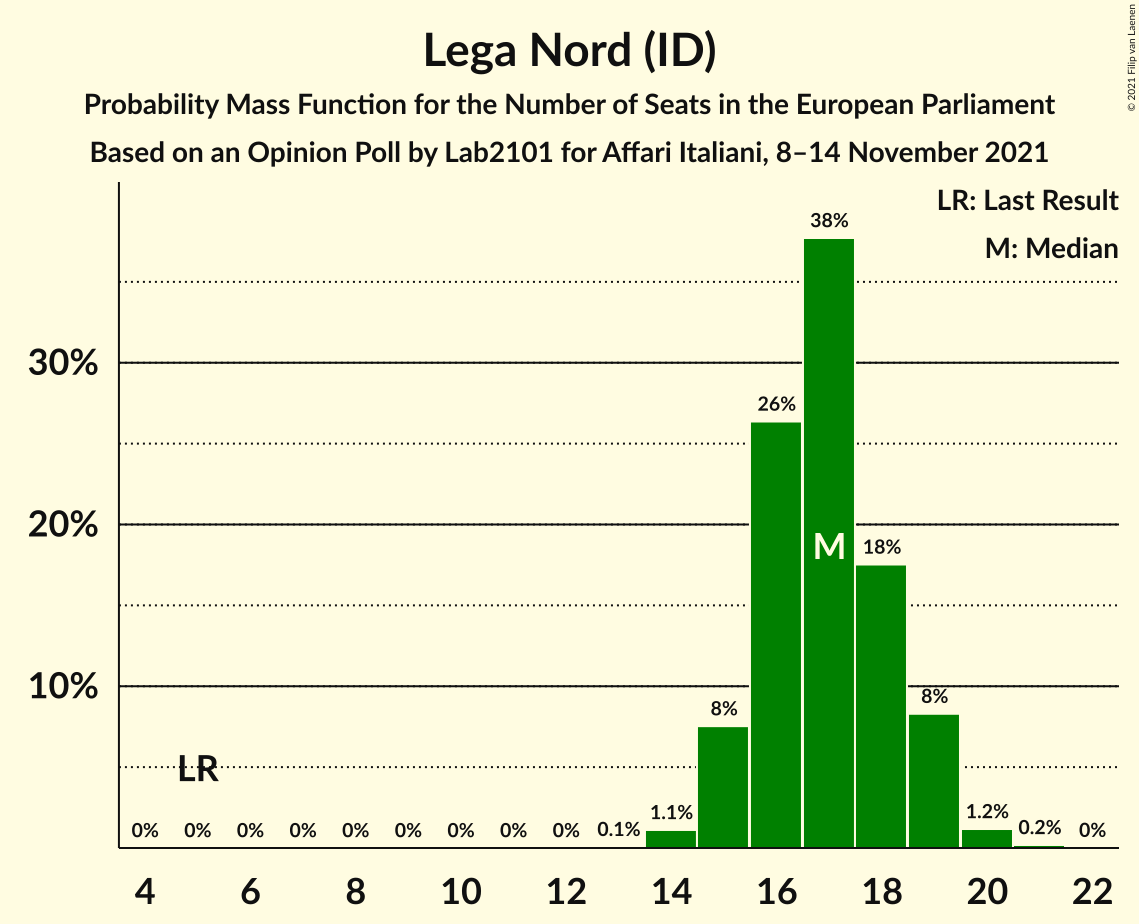 Lega Nord (ID)
Probability Mass Function for the Number of Seats in the European Parliament
Based on an Opinion Poll by Lab2101 for Affari Italiani, 8–14 November 2021
© 2021 Filip van Laenen
LR: Last Result
M: Median
38%
30%
26%
20%
M
18%
10%
8%
8%
LR
0% 0% 0% 0% 0% 0% 0% 0% 0% 0.1% 1.1% 1.2% 0.2% 0%
4 6 8 10 12 14 16 18 20 22